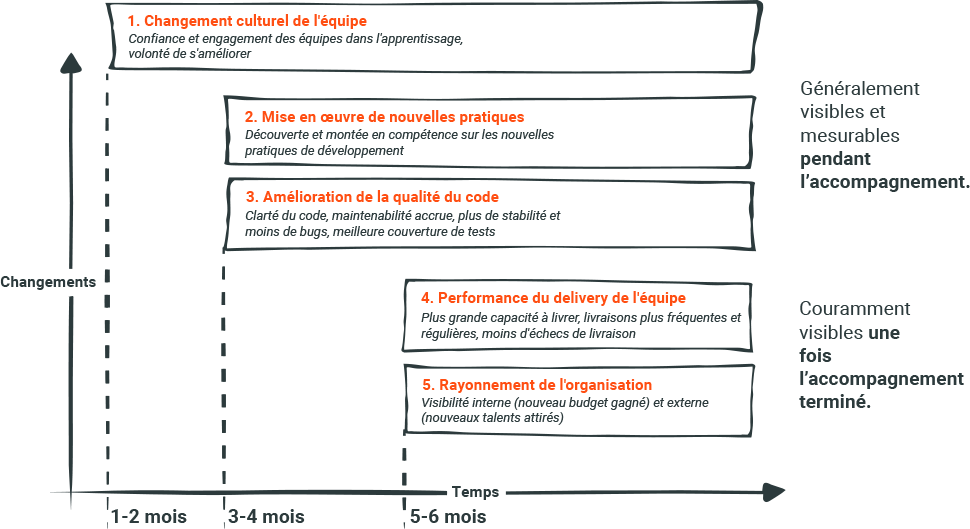 1. Changement culturel de l'équipe
Confiance et engagement des équipes dans l'apprentissage,
volonté de s'améliorer
2. Mise en œuvre de nouvelles pratiques
Découverte et montée en compétence sur les nouvelles
pratiques de développement
3. Amélioration de la qualité du code
Clarté du code, maintenabilité accrue, plus de stabilité et
moins de bugs, meilleure couverture de tests
Généralement
visibles et
mesurables
pendant
l’accompagnement.
Changements
4. Performance du delivery de l'équipe
Plus grande capacité à livrer, livraisons plus fréquentes et
régulières, moins d'échecs de livraison
5. Rayonnement de l'organisation
Visibilité interne (nouveau budget gagné) et externe
(nouveaux talents attirés)
Couramment
visibles une
fois
l’accompagnement
terminé.
Temps
1-2 mois
3-4 mois
5-6 mois